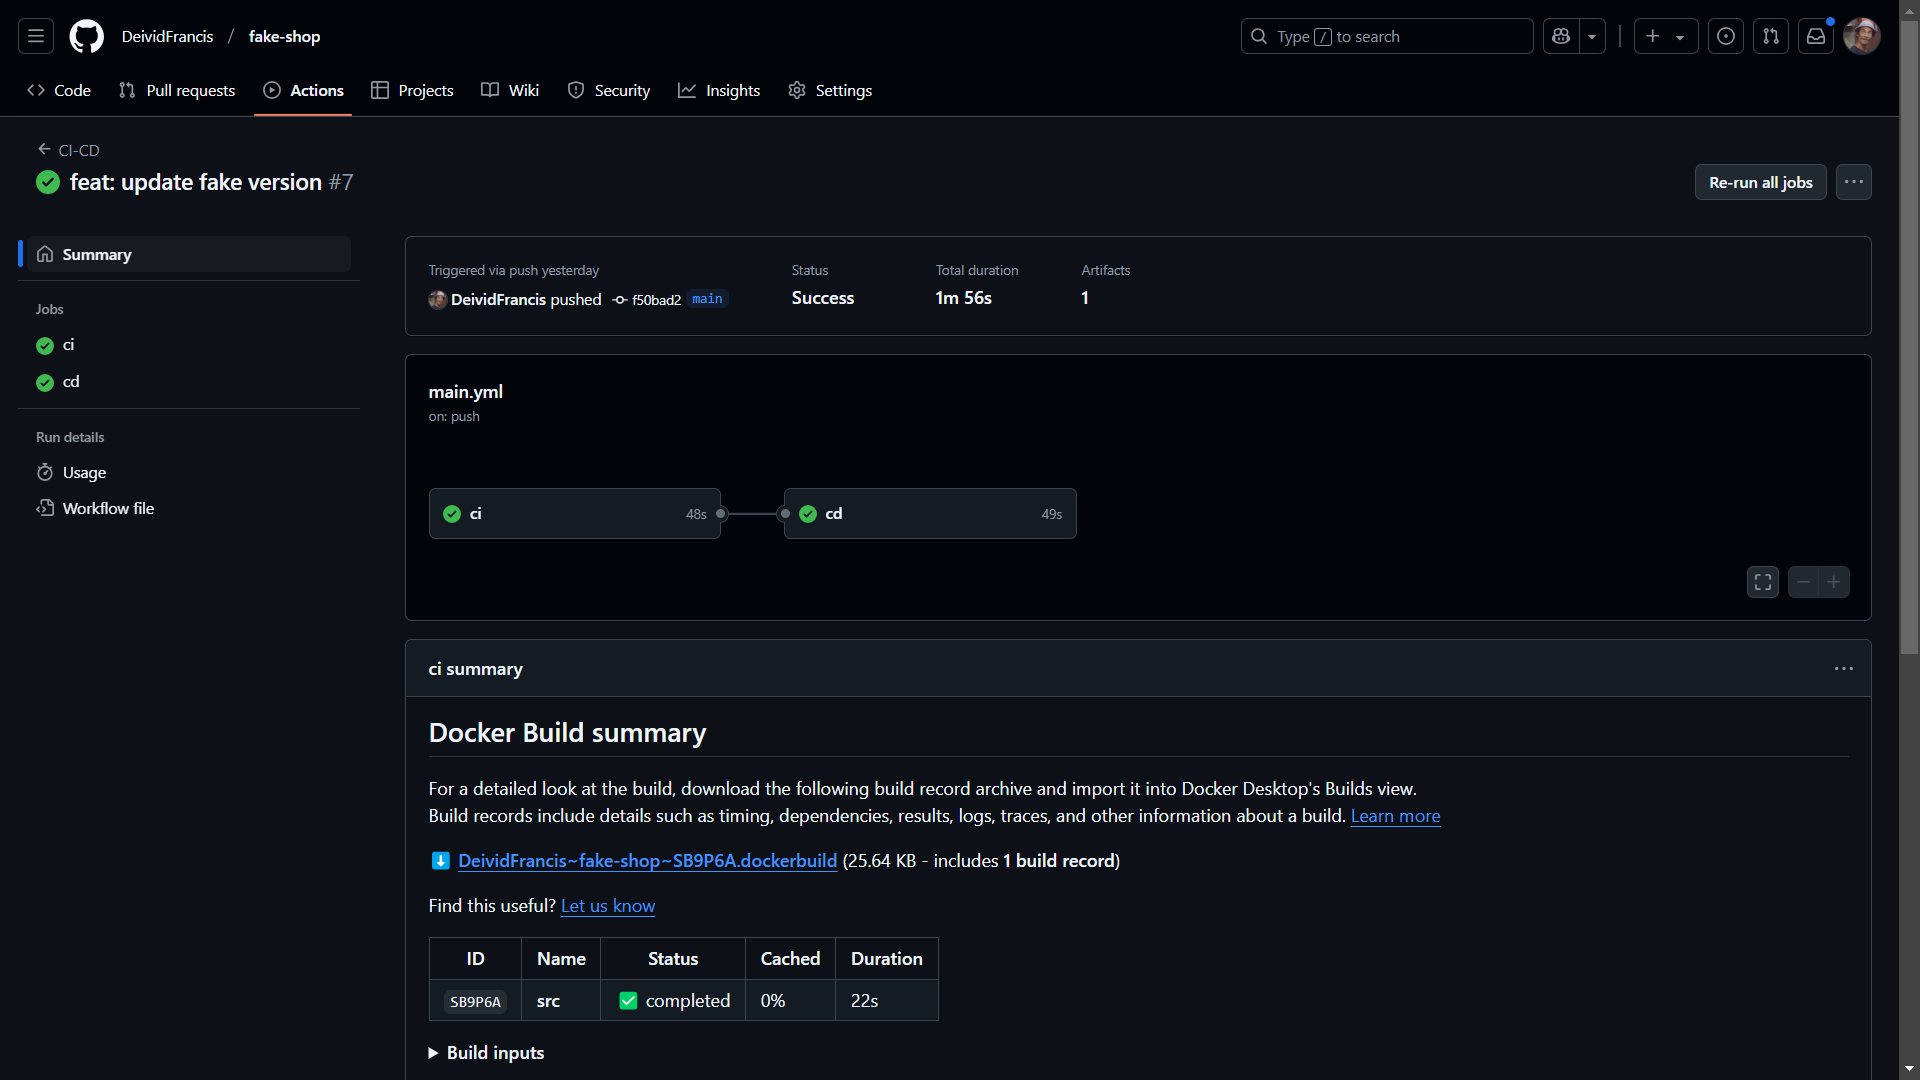 DeividFrancis / fake-shop
Type / to search
Code
Pull requests
Actions
Projects
Wiki
Security
Insights
Settings
CI-CD
feat: update fake version #7
Re-run all jobs
Summary
Jobs
ci
cd
Run details
Usage
Workflow file
Triggered via push yesterday
DeividFrancis pushed f50bad2 main
Status
Success
Total duration
1m 56s
Artifacts
1
main.yml
on: push
ci 48s
cd 49s
ci summary
Docker Build summary
For a detailed look at the build, download the following build record archive and import it into Docker Desktop's Builds view.
Build records include details such as timing, dependencies, results, logs, traces, and other information about a build. Learn more
DeividFrancis~fake-shop~SB9P6A.dockerbuild (25.64 KB - includes 1 build record)
Find this useful? Let us know
ID Name Status Cached Duration
SB9P6A src completed 0% 22s
Build inputs